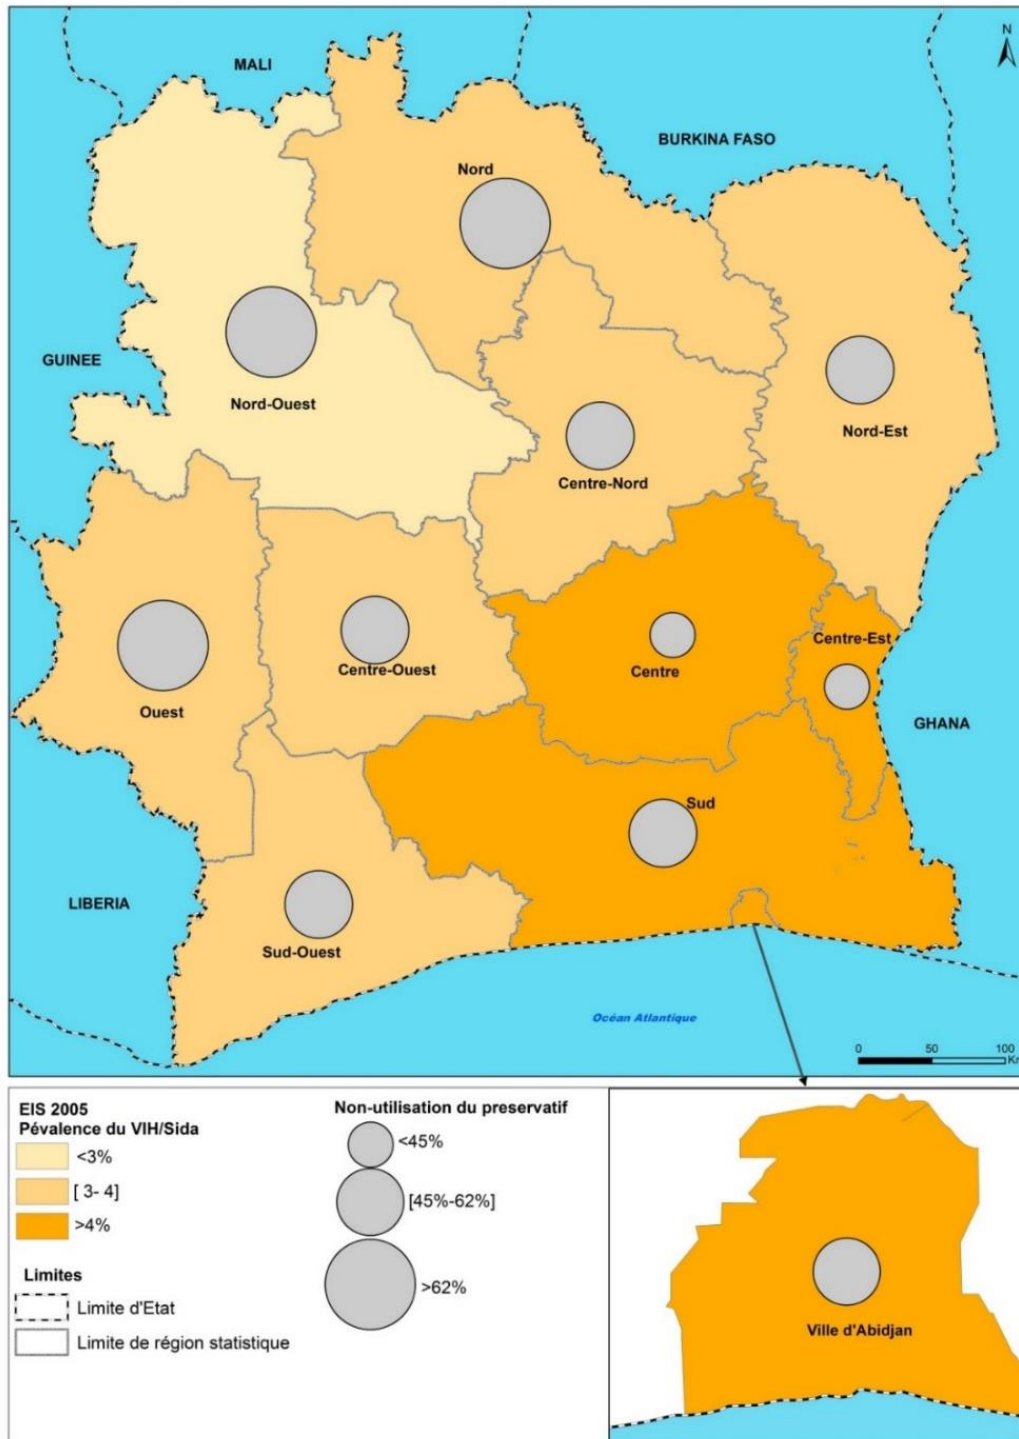 N
MALI
BURKINA FASO
Nord
GUINEE
Nord-Ouest
Nord-Est
Centre-Nord
Centre-Est
Centre-Ouest
Centre
Ouest
GHANA
Sud
LIBERIA
Sud-Ouest
Océan Atlantique
0 50 100
Km
EIS 2005
Pévalence du VIH/Sida
<3%
[ 3- 4]
>4%
Limites
Limite d'Etat
Limite de région statistique
Non-utilisation du preservatif
<45%
[45%-62%]
>62%
Ville d'Abidjan